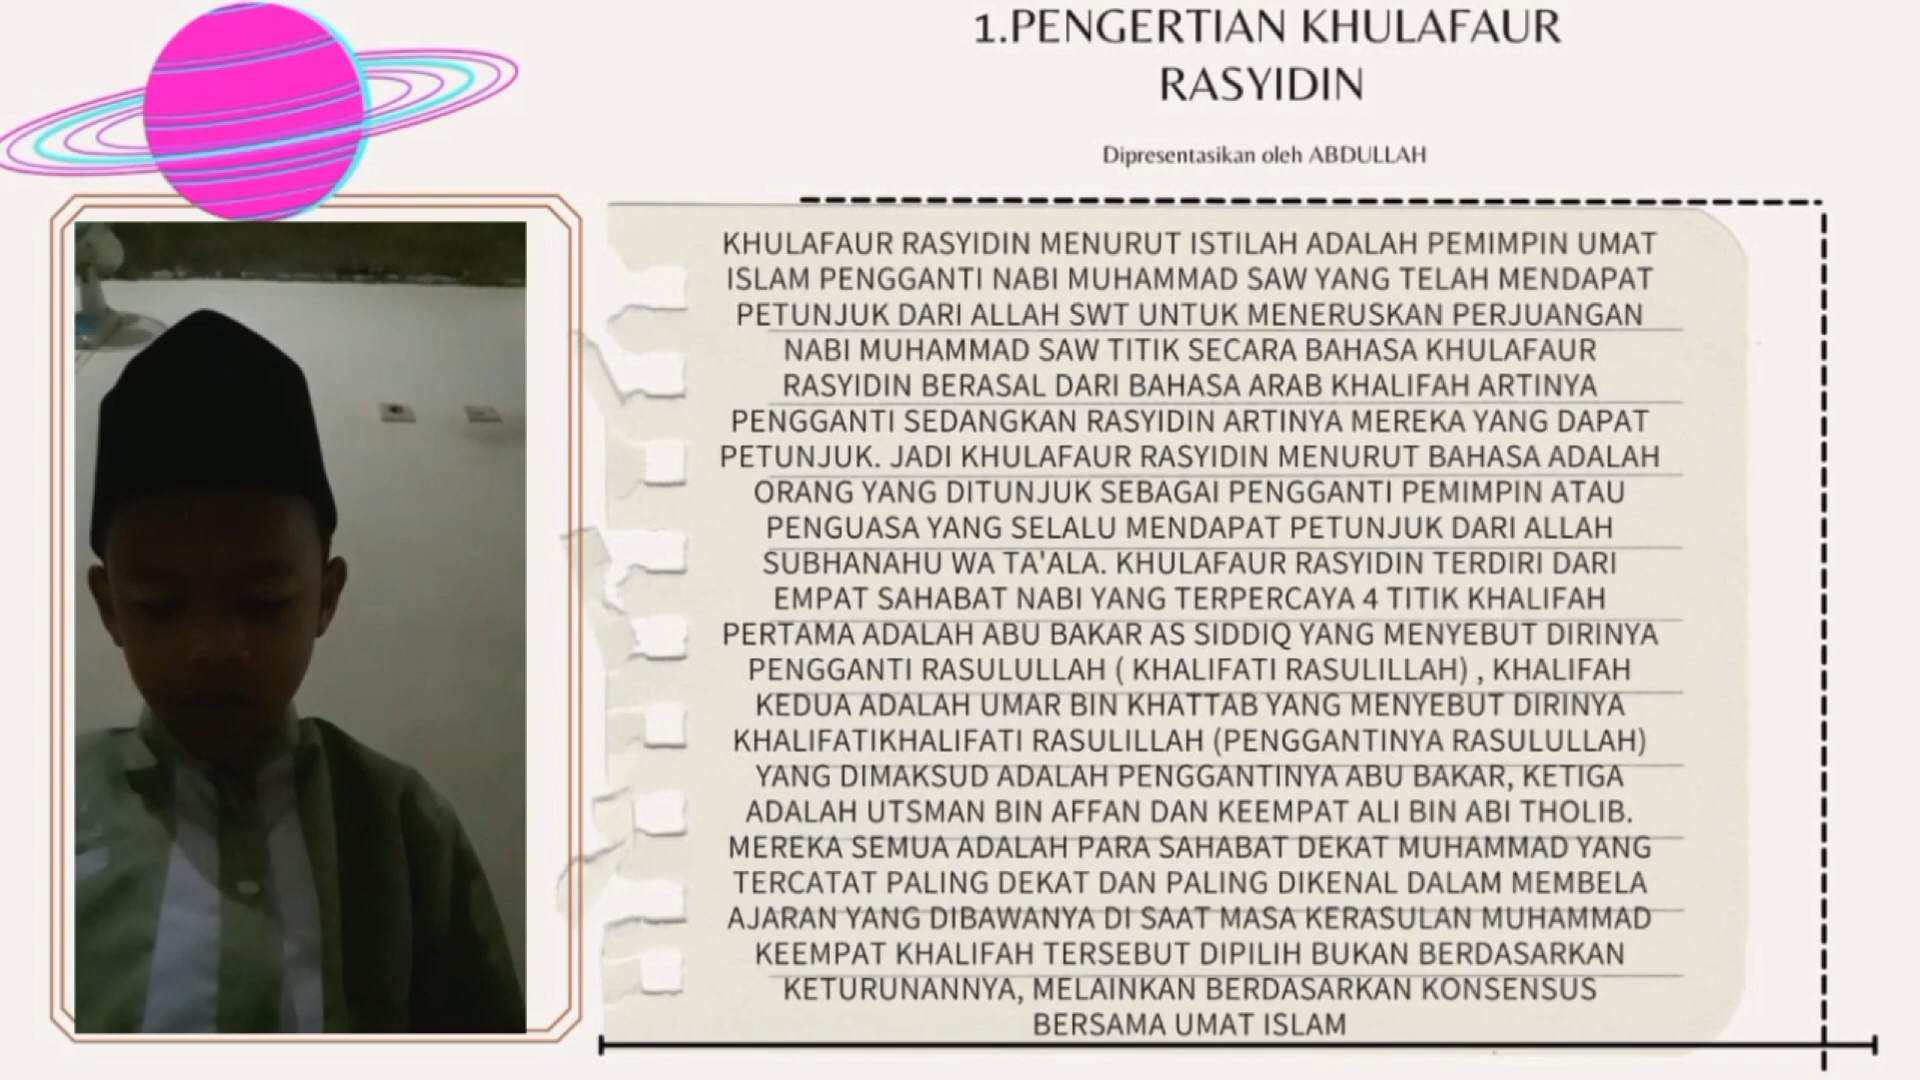 1.PENGERTIAN KHULAFAUR
RASYIDIN
Dipresentasikan oleh ABDULLAH
KHULAFAUR RASYIDIN MENURUT ISTILAH ADALAH PEMIMPIN UMAT
ISLAM PENGGANTI NABI MUHAMMAD SAW YANG TELAH MENDAPAT
PETUNJUK DARI ALLAH SWT UNTUK MENERUSKAN PERJUANGAN
NABI MUHAMMAD SAW TITIK SECARA BAHASA KHULAFAUR
RASYIDIN BERASAL DARI BAHASA ARAB KHALIFAH ARTINYA
PENGGANTI SEDANGKAN RASYIDIN ARTINYA MEREKA YANG DAPAT
PETUNJUK. JADI KHULAFAUR RASYIDIN MENURUT BAHASA ADALAH
ORANG YANG DITUNJUK SEBAGAI PENGGANTI PEMIMPIN ATAU
PENGUASA YANG SELALU MENDAPAT PETUNJUK DARI ALLAH
SUBHANAHU WA TA'ALA. KHULAFAUR RASYIDIN TERDIRI DARI
EMPAT SAHABAT NABI YANG TERPERCAYA 4 TITIK KHALIFAH
PERTAMA ADALAH ABU BAKAR AS SIDDIQ YANG MENYEBUT DIRINYA
PENGGANTI RASULULLAH ( KHALIFATI RASULILLAH) , KHALIFAH
KEDUA ADALAH UMAR BIN KHATTAB YANG MENYEBUT DIRINYA
KHALIFATIKHALIFATI RASULILLAH (PENGGANTINYA RASULULLAH)
YANG DIMAKSUD ADALAH PENGGANTINYA ABU BAKAR, KETIGA
ADALAH UTSMAN BIN AFFAN DAN KEEMPAT ALI BIN ABI THOLIB.
MEREKA SEMUA ADALAH PARA SAHABAT DEKAT MUHAMMAD YANG
TERCATAT PALING DEKAT DAN PALING DIKENAL DALAM MEMBELA
AJARAN YANG DIBAWANYA DI SAAT MASA KERASULAN MUHAMMAD
KEEMPAT KHALIFAH TERSEBUT DIPILIH BUKAN BERDASARKAN
KETURUNANNYA, MELAINKAN BERDASARKAN KONSENSUS
BERSAMA UMAT ISLAM